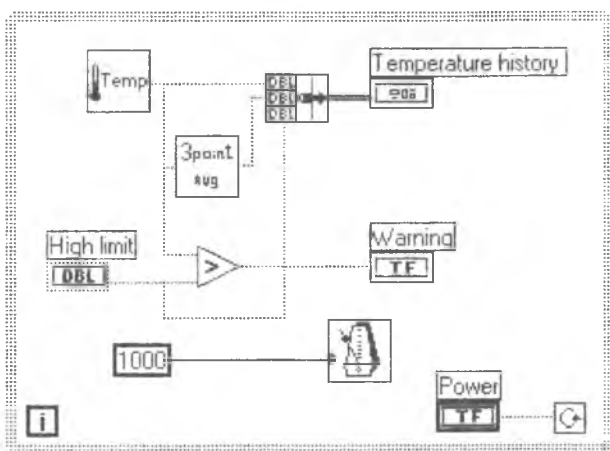 Temperature history
Temp
DBL
DBL
DBL
3point
Avg
High limit
DBL
>
Warning
TF
1000
Power
TF
i